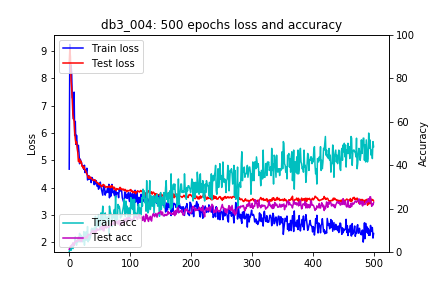 db3_004: 500 epochs loss and accuracy
Train loss
Test loss
Train acc
Test acc
Loss
Accuracy
9
8
7
6
5
4
3
2
100
80
60
40
20
0
0 100 200 300 400 500